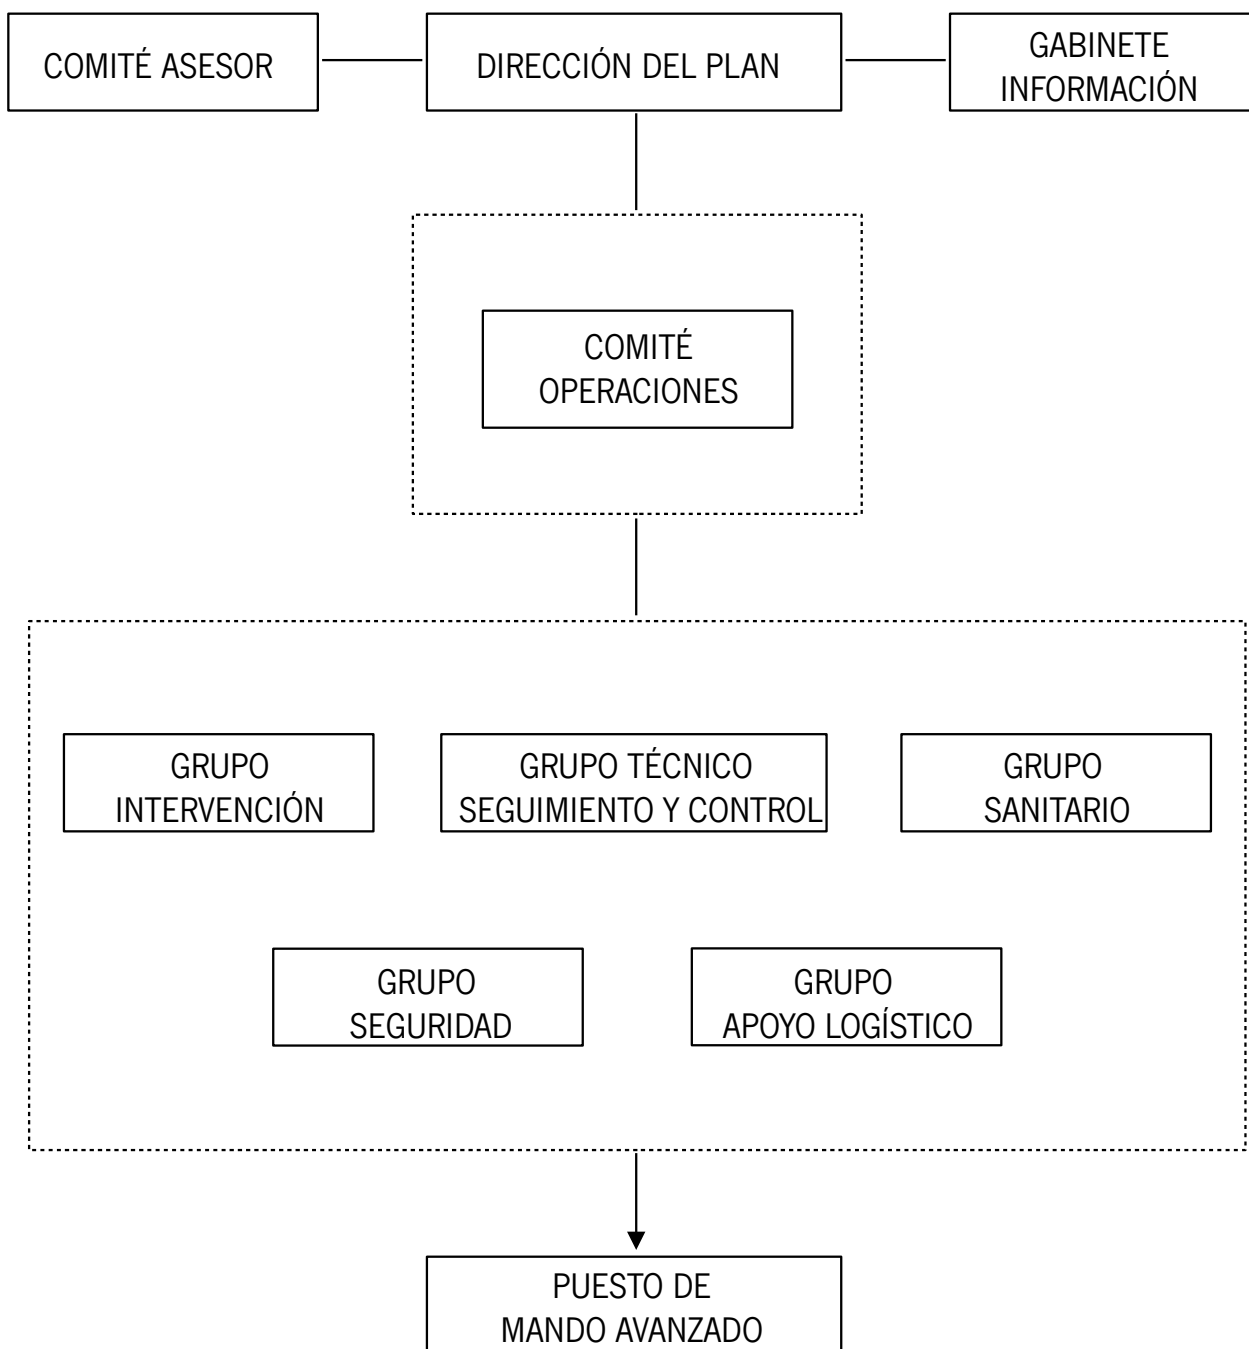 COMITÉ ASESOR
DIRECCIÓN DEL PLAN
GABINETE
INFORMACIÓN
COMITÉ
OPERACIONES
GRUPO
INTERVENCIÓN
GRUPO TÉCNICO
SEGUIMIENTO Y CONTROL
GRUPO
SANITARIO
GRUPO
SEGURIDAD
GRUPO
APOYO LOGÍSTICO
PUESTO DE
MANDO AVANZADO